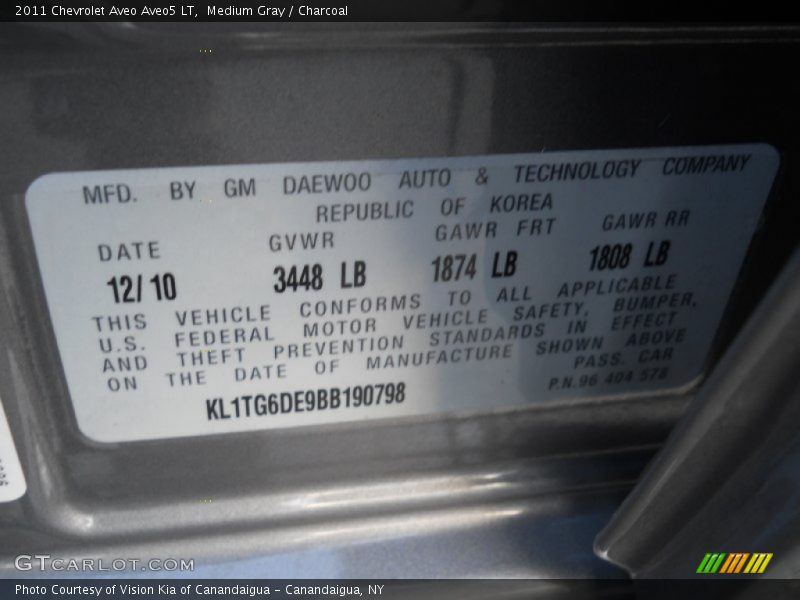 2011 Chevrolet Aveo Aveo5 LT, Medium Gray / Charcoal
MFD. BY GM DAEWOO AUTO & TECHNOLOGY COMPANY
REPUBLIC OF KOREA
DATE GVWR GAWR FRT GAWR RR
12/10 3448 LB 1874 LB 1808 LB
THIS VEHICLE CONFORMS TO ALL APPLICABLE
U.S. FEDERAL MOTOR VEHICLE SAFETY, BUMPER,
AND THEFT PREVENTION STANDARDS IN EFFECT
ON THE DATE OF MANUFACTURE SHOWN ABOVE
PASS. CAR
KL1TG6DE9BB190798
P.N.96 404 578
GTCARLOT.COM
Photo Courtesy of Vision Kia of Canandaigua - Canandaigua, NY